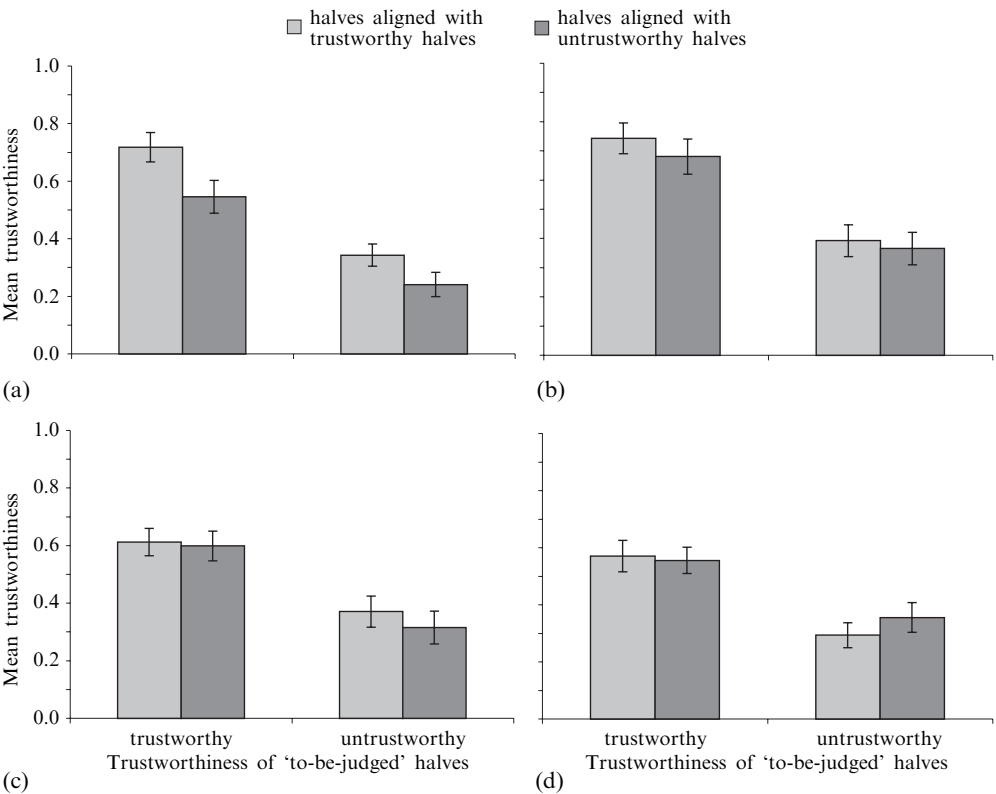 halves aligned with
trustworthy halves
halves aligned with
untrustworthy halves
1.0
0.8
0.6
0.4
0.2
0.0
Mean trustworthiness
(a)
(b)
1.0
0.8
0.6
0.4
0.2
0.0
Mean trustworthiness
trustworthy untrustworthy
Trustworthiness of ‘to-be-judged’ halves
(c)
trustworthy untrustworthy
Trustworthiness of ‘to-be-judged’ halves
(d)